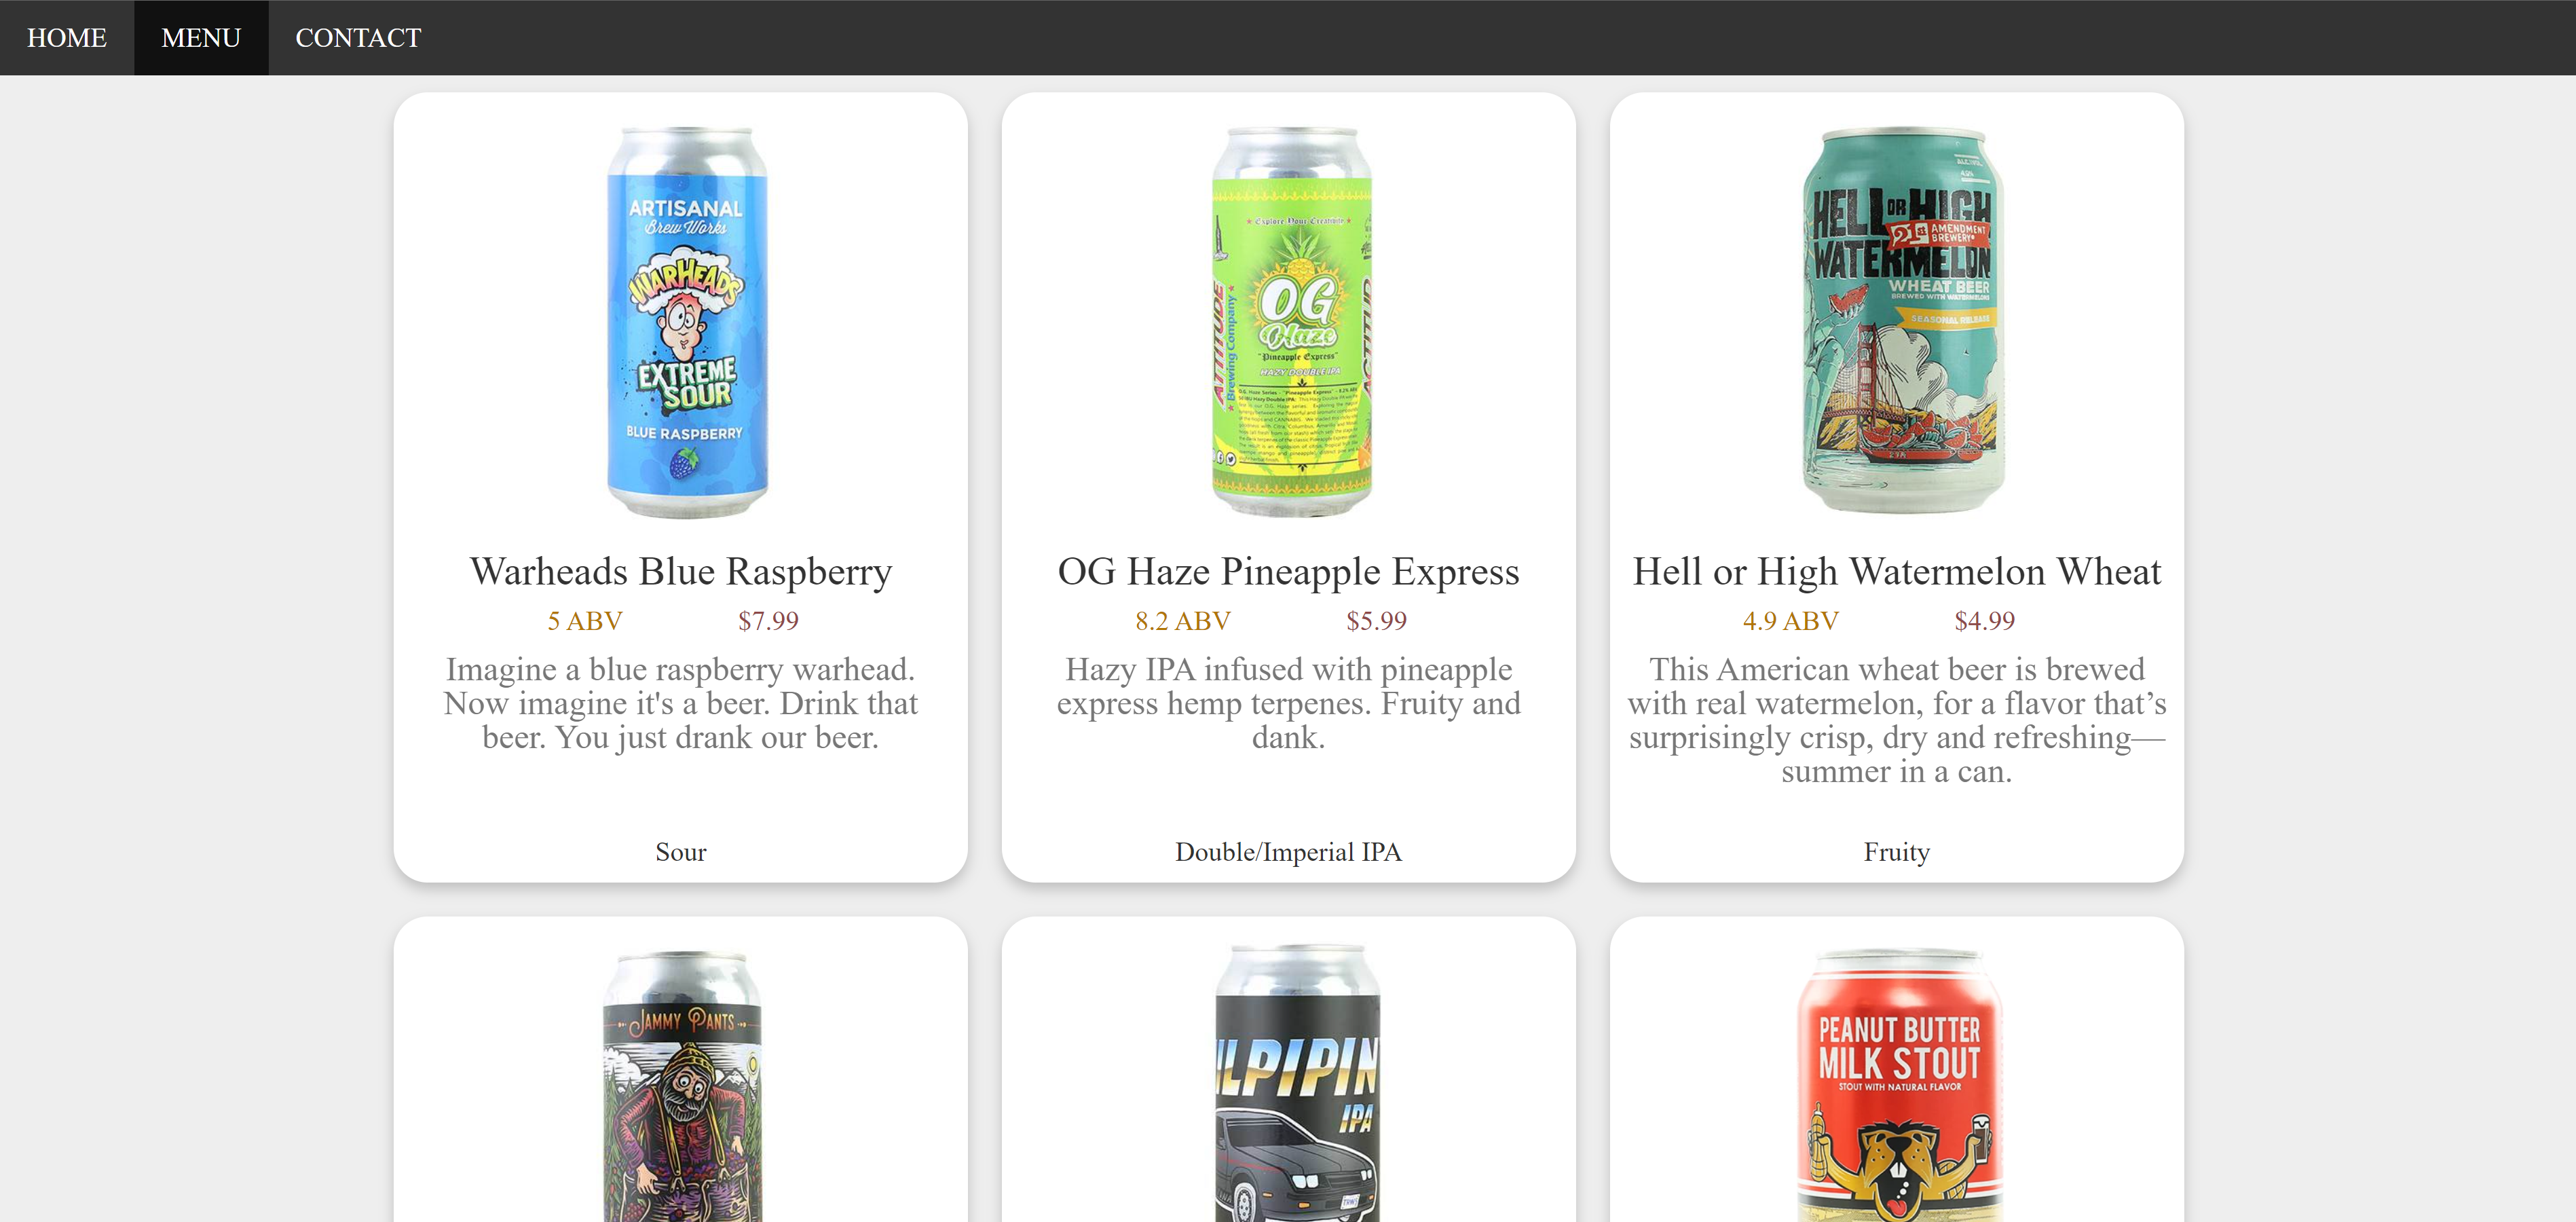 HOME
MENU
CONTACT
ARTISANAL
Brew Works
WARHEADS
EXTREME
SOUR
BLUE RASPBERRY
Explore Your Creativity
ATTITUDE
Brewing Company
OG
Haze
"Pineapple Express"
HAZY DOUBLE IPA
HELL OR HIGH
21st AMENDMENT
BREWERY
WATERMELON
WHEAT BEER
BREWED WITH WATERMELONS
SEASONAL RELEASE
Warheads Blue Raspberry
5 ABV
$7.99
Imagine a blue raspberry warhead.
Now imagine it's a beer. Drink that
beer. You just drank our beer.
Sour
OG Haze Pineapple Express
8.2 ABV
$5.99
Hazy IPA infused with pineapple
express hemp terpenes. Fruity and
dank.
Double/Imperial IPA
Hell or High Watermelon Wheat
4.9 ABV
$4.99
This American wheat beer is brewed
with real watermelon, for a flavor that’s
surprisingly crisp, dry and refreshing—
summer in a can.
Fruity
JAMMY PANTS
ILPIPIN
IPA
PEANUT BUTTER
MILK STOUT
STOUT WITH NATURAL FLAVOR